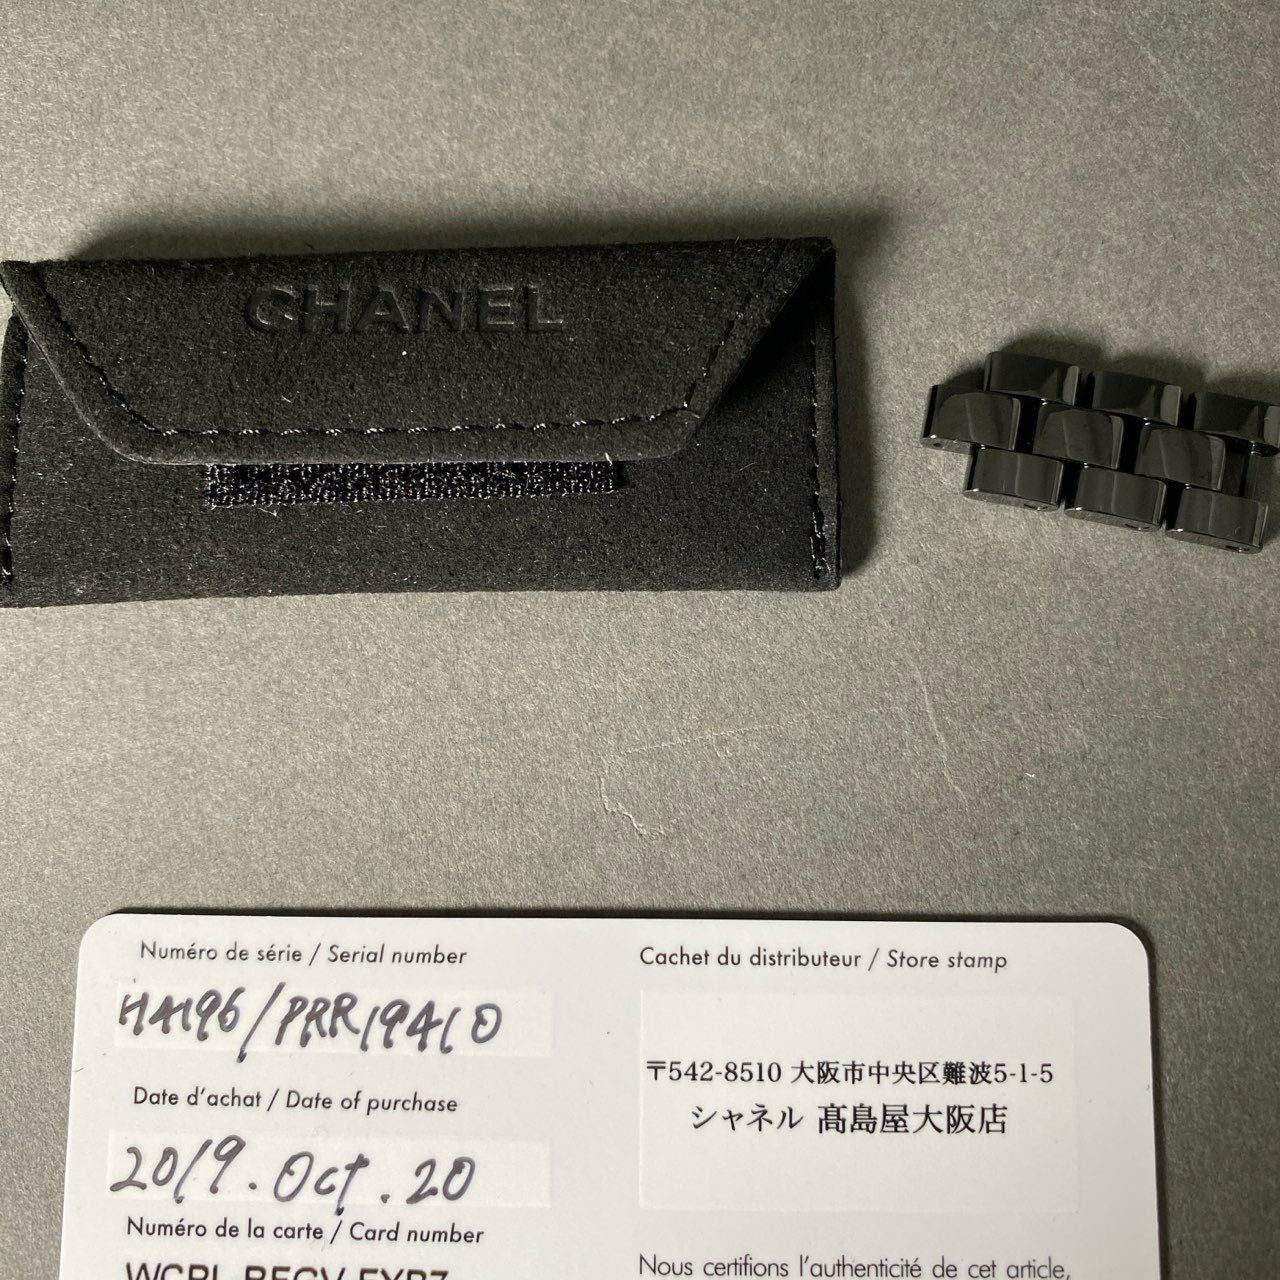 CHANEL
Numéro de série / Serial number
Cachet du distributeur / Store stamp
〒542-8510 大阪市中央区難波5-1-5
シャネル 髙島屋大阪店
Date d'achat / Date of purchase
2019. Oct. 20
Numéro de la carte / Card number
Nous certifions l'authenticité de cet article,